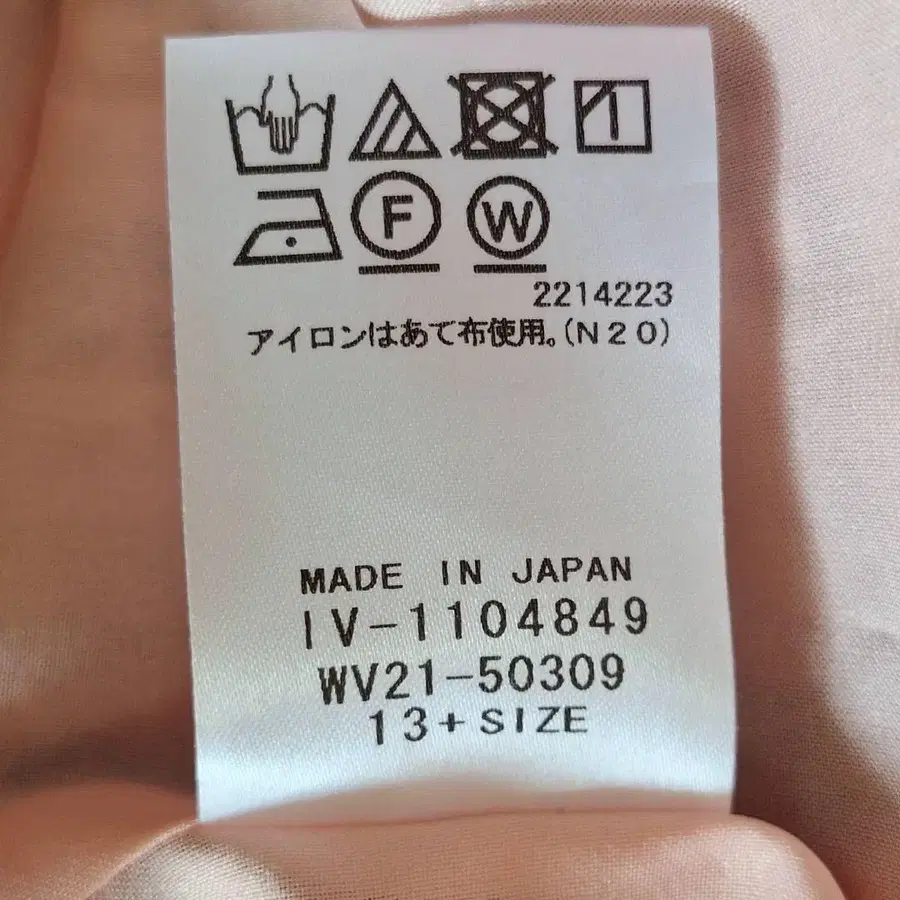 F W
2214223
アイロンはあて布使用。(N20)
MADE IN JAPAN
IV-1104849
WV21-50309
13+SIZE